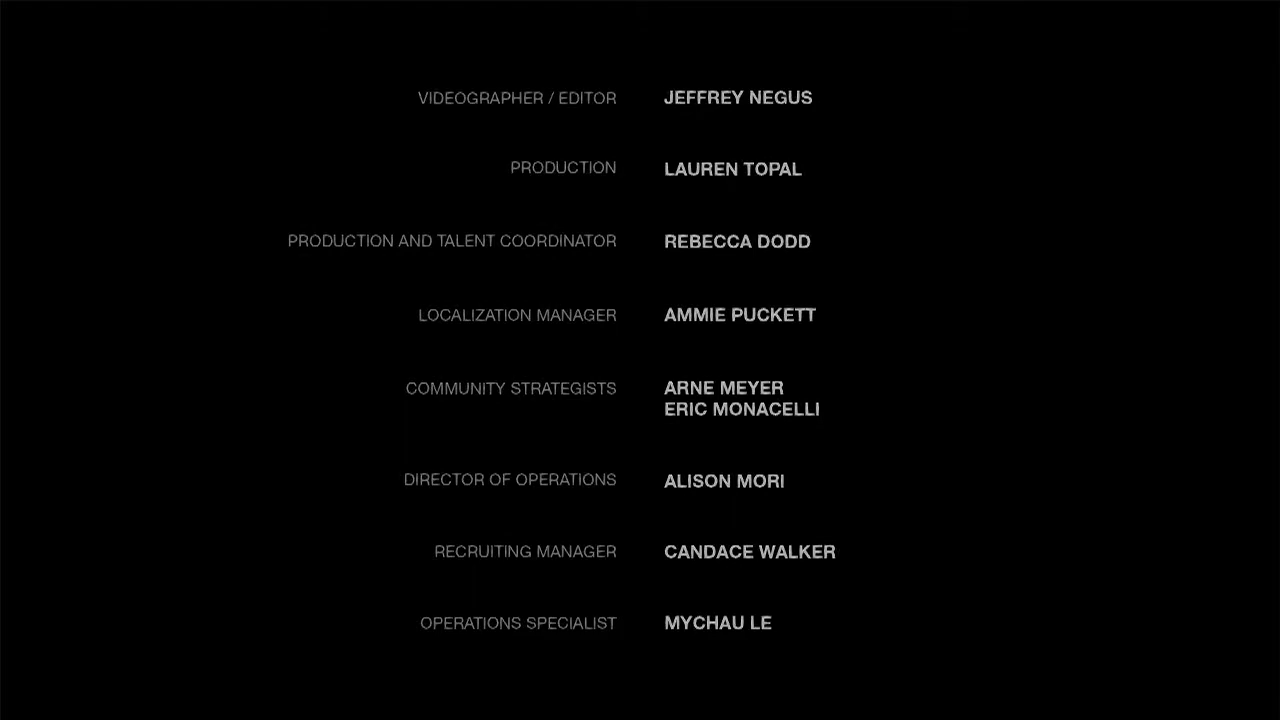 VIDEOGRAPHER / EDITOR JEFFREY NEGUS
PRODUCTION LAUREN TOPAL
PRODUCTION AND TALENT COORDINATOR REBECCA DODD
LOCALIZATION MANAGER AMMIE PUCKETT
COMMUNITY STRATEGISTS ARNE MEYER
ERIC MONACELLI
DIRECTOR OF OPERATIONS ALISON MORI
RECRUITING MANAGER CANDACE WALKER
OPERATIONS SPECIALIST MYCHAU LE